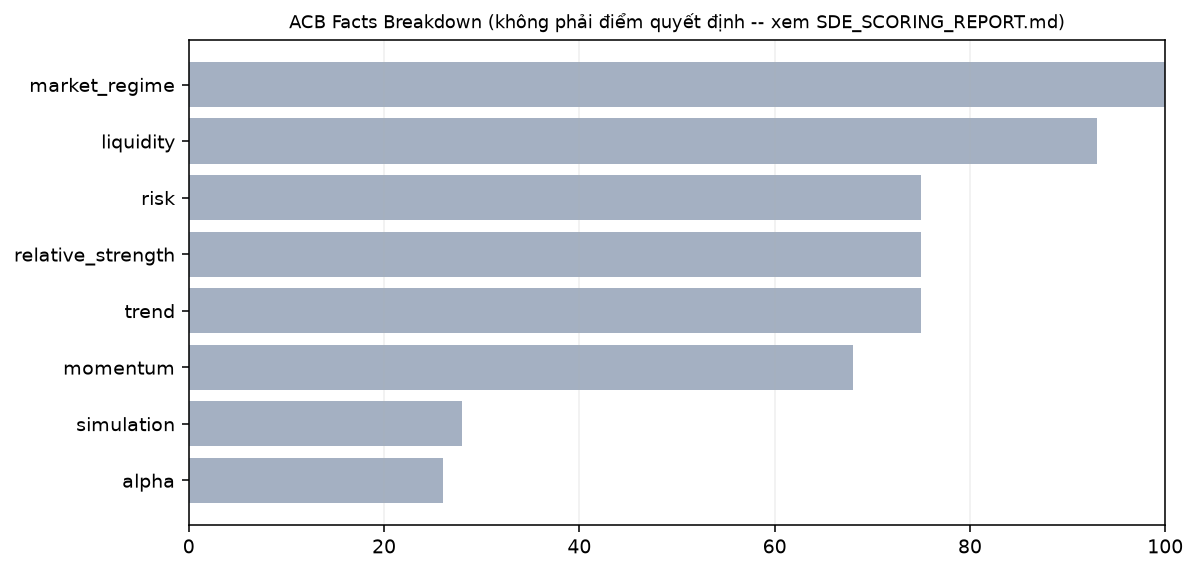 ACB Facts Breakdown (không phải điểm quyết định -- xem SDE_SCORING_REPORT.md)
market_regime
liquidity
risk
relative_strength
trend
momentum
simulation
alpha
0 20 40 60 80 100